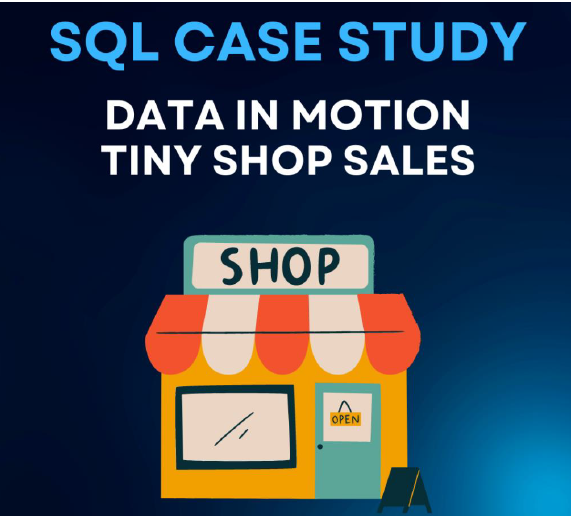 SQL CASE STUDY
DATA IN MOTION
TINY SHOP SALES
SHOP
OPEN